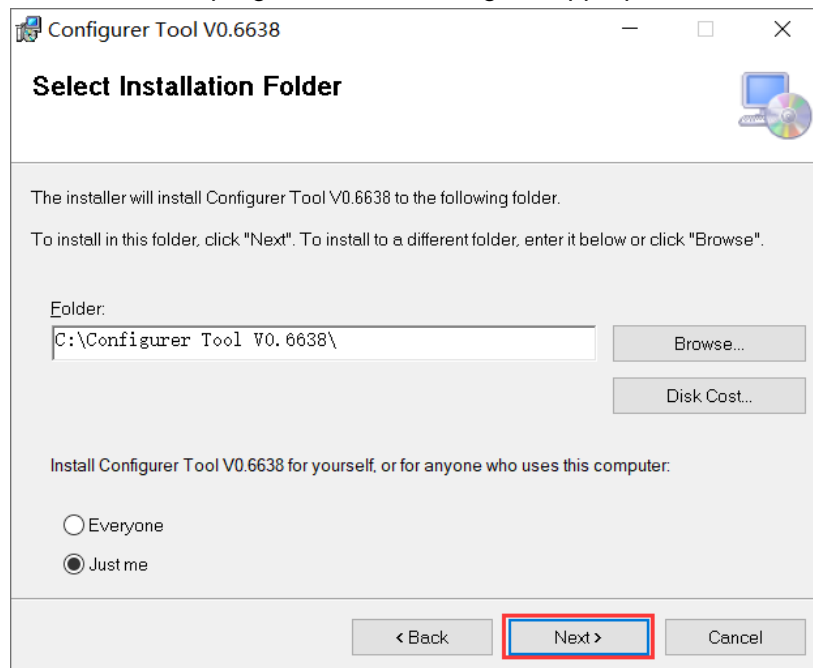 Configurer Tool V0.6638
Select Installation Folder
The installer will install Configurer Tool V0.6638 to the following folder.
To install in this folder, click "Next". To install to a different folder, enter it below or click "Browse".
Folder:
C:\Configurer Tool V0.6638\
Browse...
Disk Cost...
Install Configurer Tool V0.6638 for yourself, or for anyone who uses this computer:
Everyone
Just me
< Back
Next >
Cancel